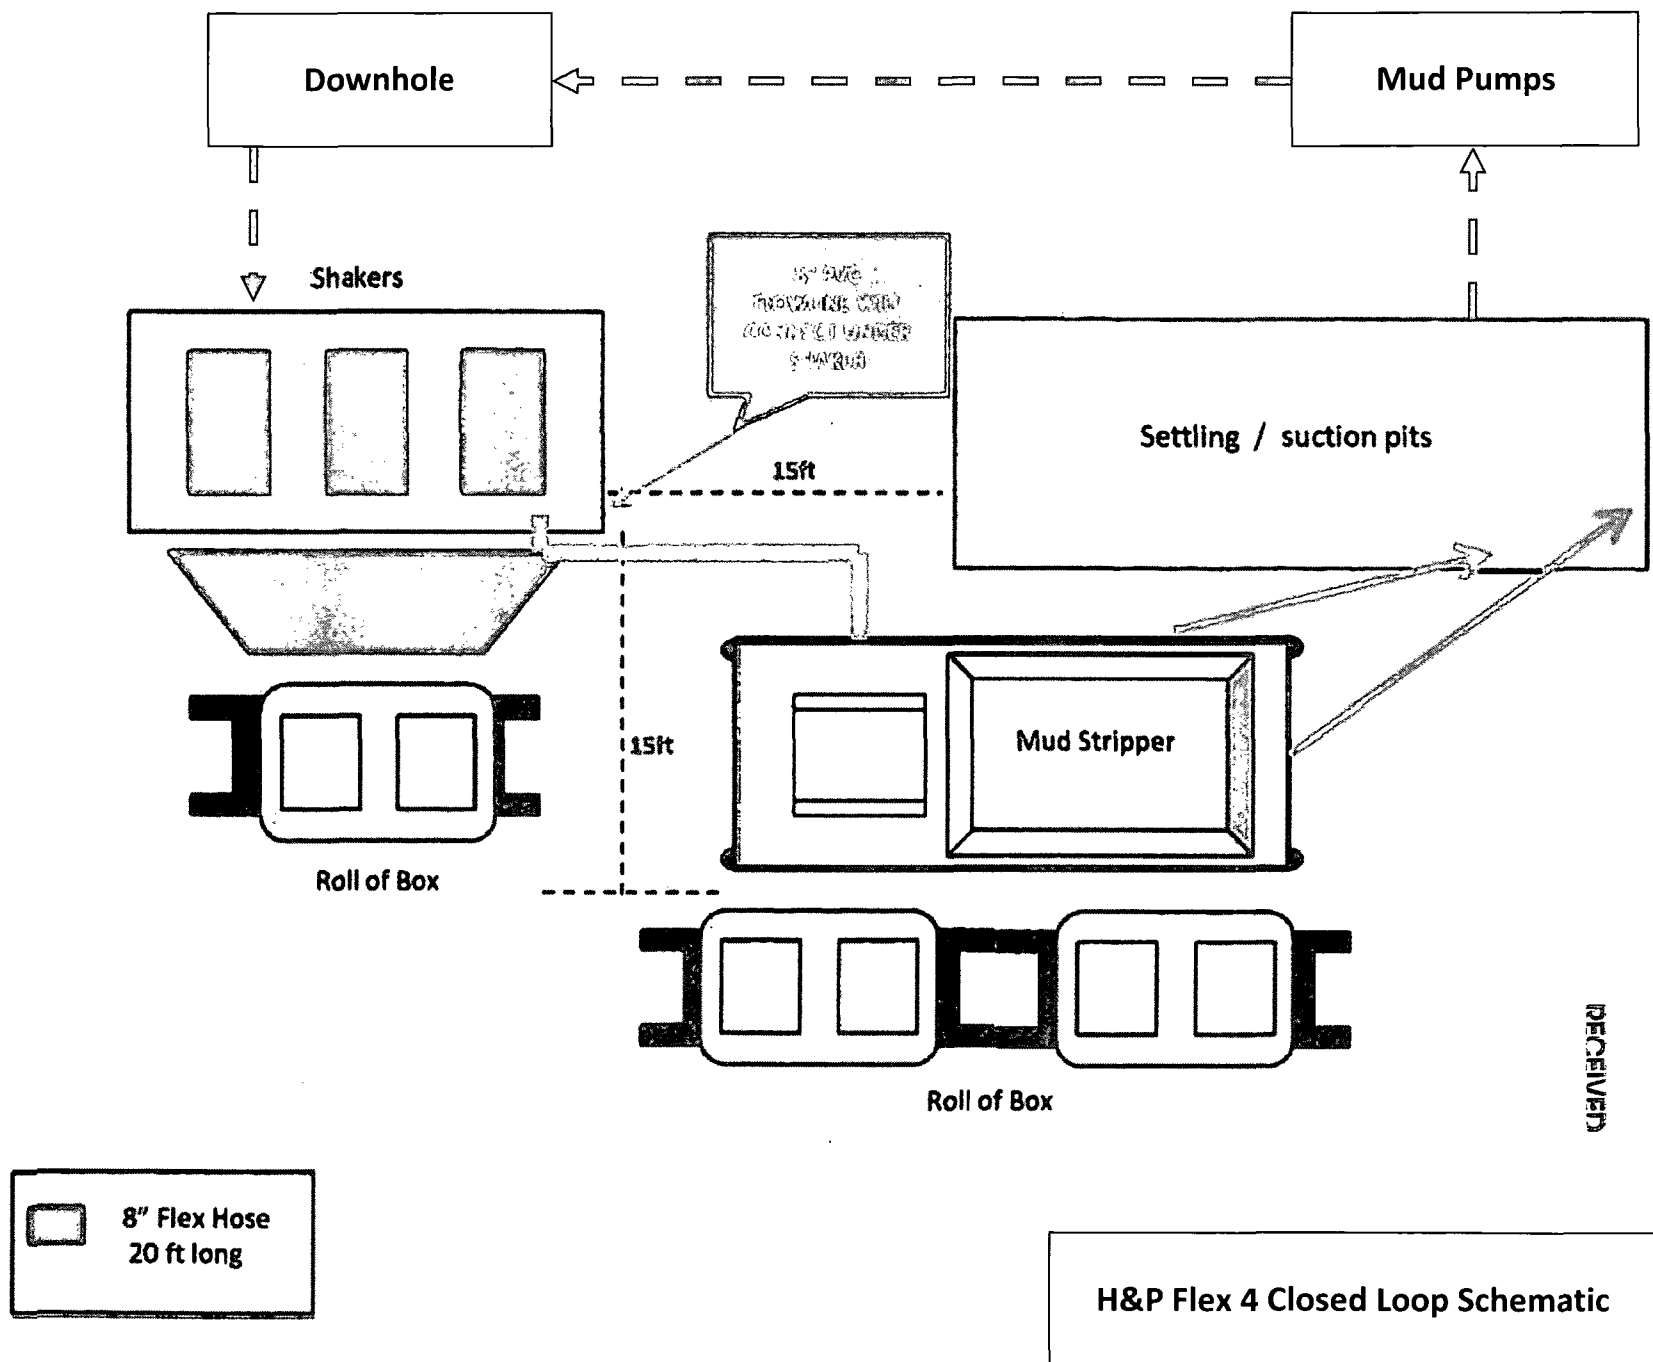 Downhole
Mud Pumps
Shakers
Settling / suction pits
15ft
15ft
Mud Stripper
Roll of Box
Roll of Box
RECEIVED
8" Flex Hose
20 ft long
H&P Flex 4 Closed Loop Schematic